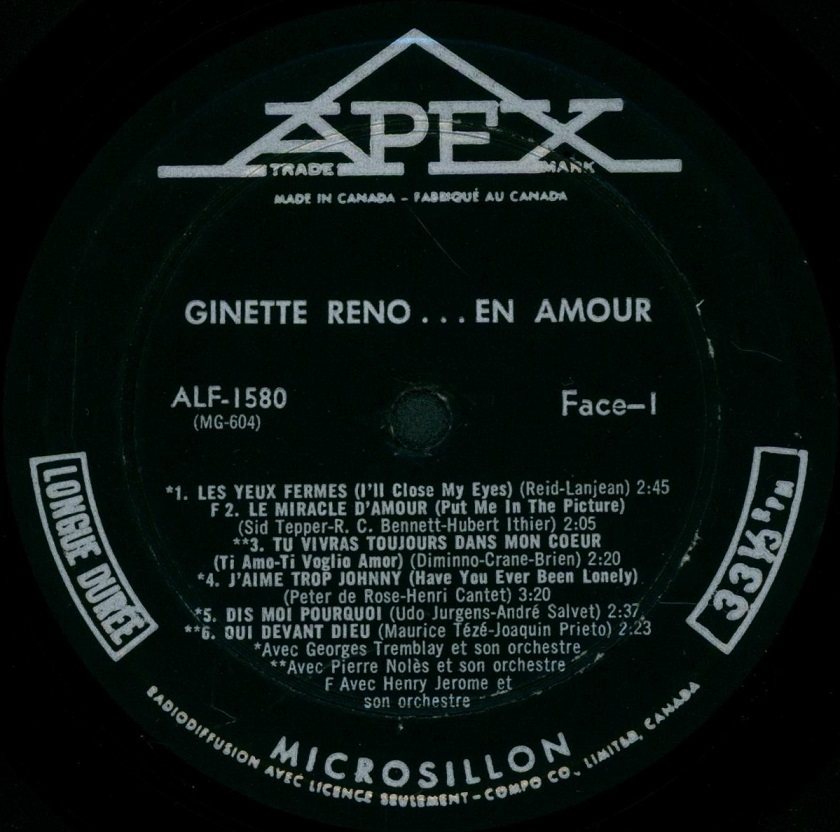 APEX
TRADE MARK
MADE IN CANADA – FABRIQUÉ AU CANADA
GINETTE RENO...EN AMOUR
ALF-1580
(MG-604)
Face-1
LONGUE DURÉE
33⅓ RPM
*1. LES YEUX FERMES (I'll Close My Eyes) (Reid-Lanjean) 2:45
F 2. LE MIRACLE D'AMOUR (Put Me In The Picture)
(Sid Tepper-R. C. Bennett-Hubert Ithier) 2:05
**3. TU VIVRAS TOUJOURS DANS MON COEUR
(Ti Amo-Ti Voglio Amor) (Diminno-Crane-Brien) 2:20
*4. J'AIME TROP JOHNNY (Have You Ever Been Lonely)
(Peter de Rose-Henri Cantet) 3:20
*5. DIS MOI POURQUOI (Udo Jurgens-André Salvet) 2:37
**6. OUI DEVANT DIEU (Maurice Tézé-Joaquin Prieto) 2:23
*Avec Georges Tremblay et son orchestre
**Avec Pierre Nolès et son orchestre
F Avec Henry Jerome et
son orchestre
MICROSILLON
RADIODIFFUSION AVEC LICENCE SEULEMENT – COMPO CO., LIMITED, CANADA